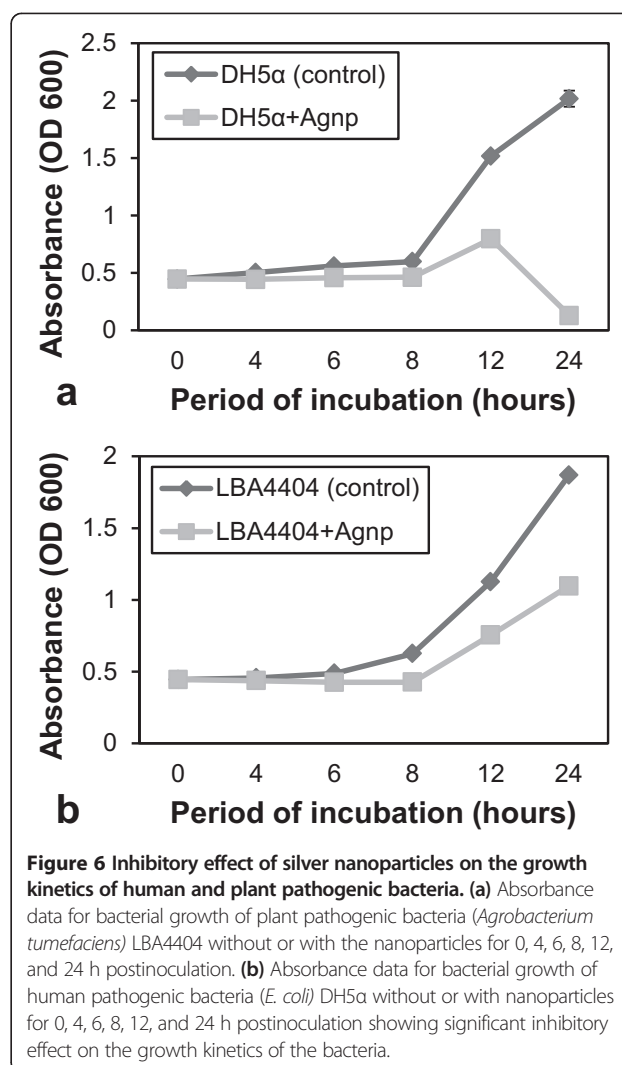 2.5
2
1.5
1
0.5
0
Absorbance (OD 600)
DH5α (control)
DH5α+Agnp
0 4 6 8 12 24
a Period of incubation (hours)
2
1.5
1
0.5
0
Absorbance (OD 600)
LBA4404 (control)
LBA4404+Agnp
0 4 6 8 12 24
b Period of incubation (hours)
Figure 6 Inhibitory effect of silver nanoparticles on the growth
kinetics of human and plant pathogenic bacteria. (a) Absorbance
data for bacterial growth of plant pathogenic bacteria (Agrobacterium
tumefaciens) LBA4404 without or with the nanoparticles for 0, 4, 6, 8, 12,
and 24 h postinoculation. (b) Absorbance data for bacterial growth of
human pathogenic bacteria (E. coli) DH5α without or with nanoparticles
for 0, 4, 6, 8, 12, and 24 h postinoculation showing significant inhibitory
effect on the growth kinetics of the bacteria.